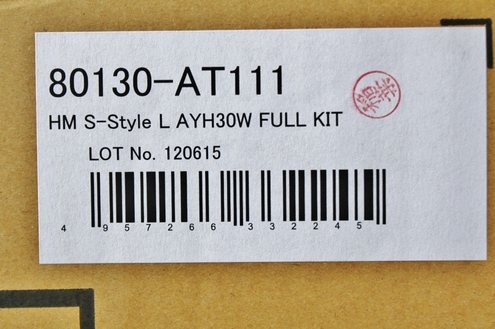 80130-AT111
HM S-Style L AYH30W FULL KIT
LOT No. 120615
4 957266 332245